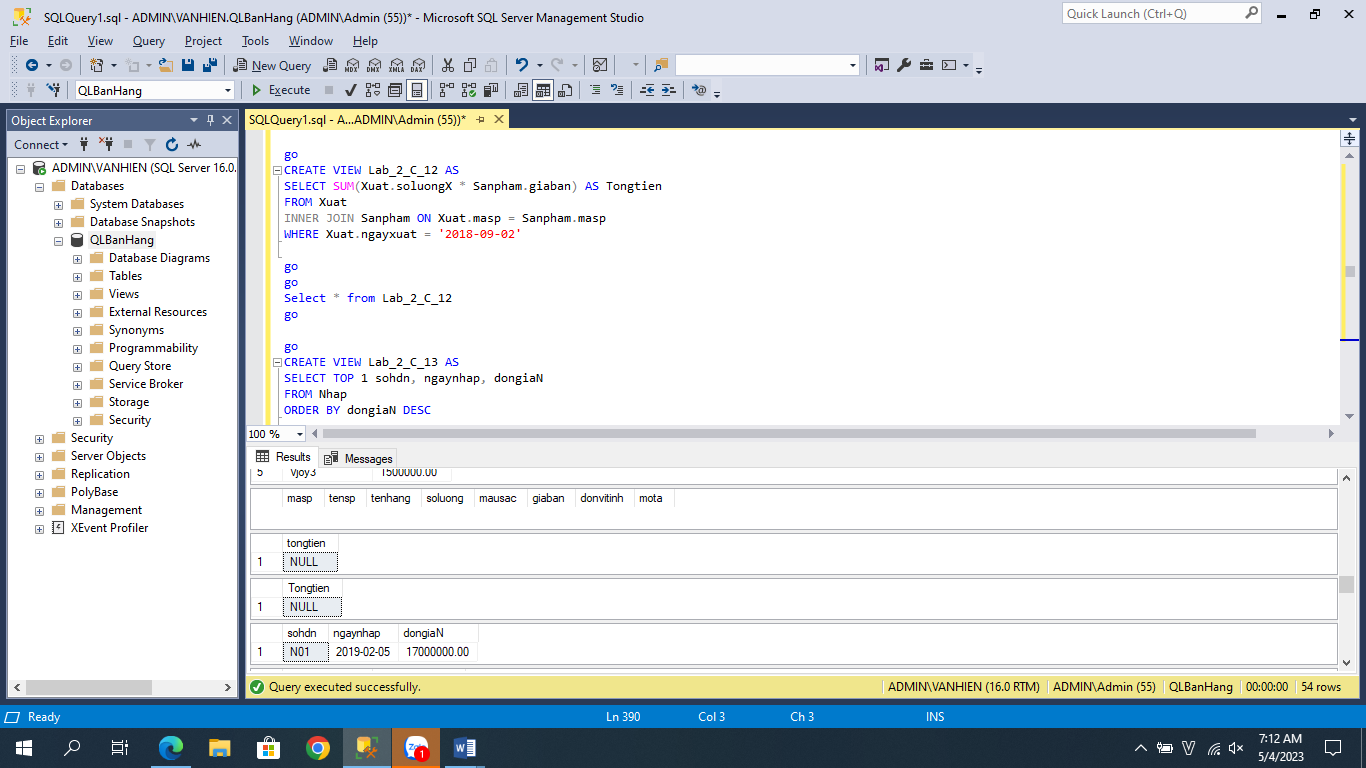 SQLQuery1.sql - ADMIN\VANHIEN.QLBanHang (ADMIN\Admin (55))* - Microsoft SQL Server Management Studio
Quick Launch (Ctrl+Q)
File Edit View Query Project Tools Window Help
New Query MDX DMX XMLA DAX
QLBanHang Execute
Object Explorer
Connect
ADMIN\VANHIEN (SQL Server 16.0.
Databases
System Databases
Database Snapshots
QLBanHang
Database Diagrams
Tables
Views
External Resources
Synonyms
Programmability
Query Store
Service Broker
Storage
Security
Security
Server Objects
Replication
PolyBase
Management
XEvent Profiler
SQLQuery1.sql - A...ADMIN\Admin (55))*
go
CREATE VIEW Lab_2_C_12 AS
SELECT SUM(Xuat.soluongX * Sanpham.giaban) AS Tongtien
FROM Xuat
INNER JOIN Sanpham ON Xuat.masp = Sanpham.masp
WHERE Xuat.ngayxuat = '2018-09-02'
go
go
Select * from Lab_2_C_12
go
go
CREATE VIEW Lab_2_C_13 AS
SELECT TOP 1 sohdn, ngaynhap, dongiaN
FROM Nhap
ORDER BY dongiaN DESC
100 %
Results Messages
5 Vjoy3 1500000.00
masp tensp tenhang soluong mausac giaban donvitinh mota
tongtien
1 NULL
Tongtien
1 NULL
sohdn ngaynhap dongiaN
1 N01 2019-02-05 17000000.00
Query executed successfully. ADMIN\VANHIEN (16.0 RTM) ADMIN\Admin (55) QLBanHang 00:00:00 54 rows
Ready Ln 390 Col 3 Ch 3 INS
Zalo 1
7:12 AM
5/4/2023